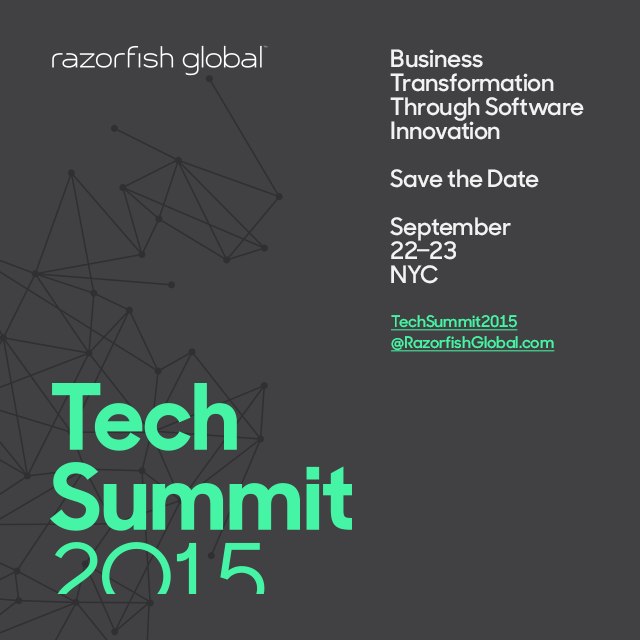 razorfish global
Business
Transformation
Through Software
Innovation
Save the Date
September
22–23
NYC
TechSummit2015
@RazorfishGlobal.com
Tech
Summit
2015